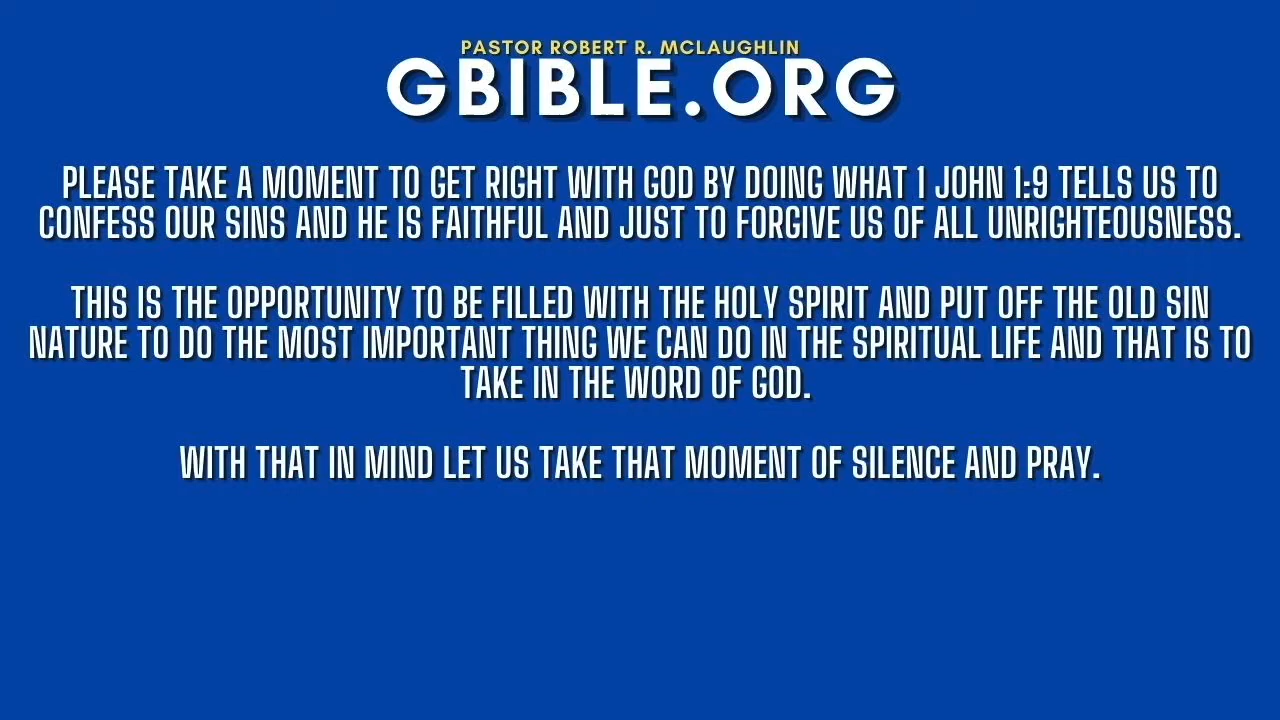 PASTOR ROBERT R. MCLAUGHLIN
GBIBLE.ORG
PLEASE TAKE A MOMENT TO GET RIGHT WITH GOD BY DOING WHAT 1 JOHN 1:9 TELLS US TO
CONFESS OUR SINS AND HE IS FAITHFUL AND JUST TO FORGIVE US OF ALL UNRIGHTEOUSNESS.
THIS IS THE OPPORTUNITY TO BE FILLED WITH THE HOLY SPIRIT AND PUT OFF THE OLD SIN
NATURE TO DO THE MOST IMPORTANT THING WE CAN DO IN THE SPIRITUAL LIFE AND THAT IS TO
TAKE IN THE WORD OF GOD.
WITH THAT IN MIND LET US TAKE THAT MOMENT OF SILENCE AND PRAY.